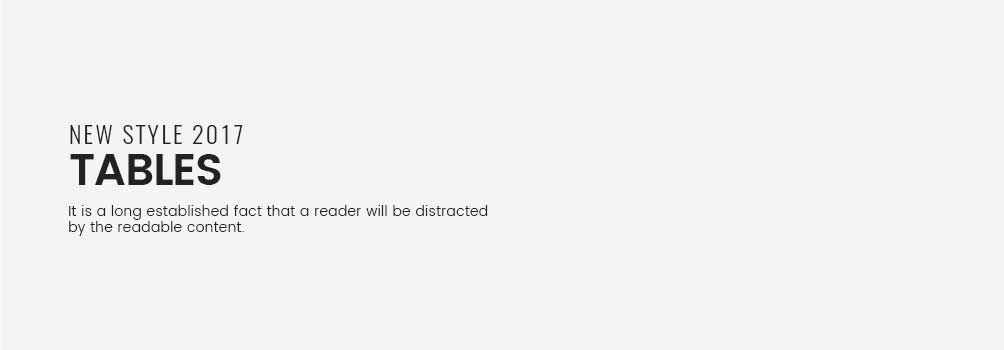 NEW STYLE 2017
TABLES
It is a long established fact that a reader will be distracted
by the readable content.